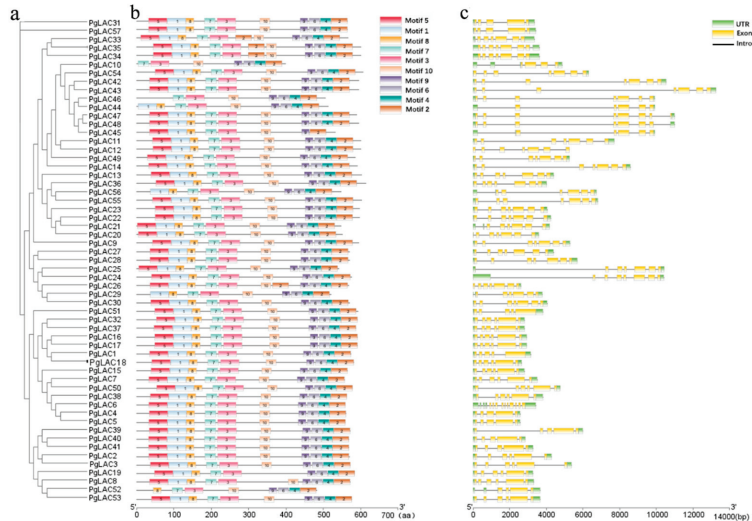 a b c
PgLAC31
PgLAC57
PgLAC33
PgLAC35
PgLAC34
PgLAC10
PgLAC54
PgLAC42
PgLAC43
PgLAC46
PgLAC44
PgLAC47
PgLAC48
PgLAC45
PgLAC11
PgLAC12
PgLAC49
PgLAC14
PgLAC13
PgLAC36
PgLAC56
PgLAC55
PgLAC23
PgLAC22
PgLAC21
PgLAC20
PgLAC9
PgLAC27
PgLAC28
PgLAC25
PgLAC24
PgLAC26
PgLAC29
PgLAC30
PgLAC51
PgLAC32
PgLAC37
PgLAC16
PgLAC17
PgLAC1
PgLAC18
PgLAC15
PgLAC7
PgLAC50
PgLAC38
PgLAC6
PgLAC4
PgLAC5
PgLAC39
PgLAC40
PgLAC41
PgLAC2
PgLAC3
PgLAC19
PgLAC8
PgLAC52
PgLAC53
Motif 5
Motif 1
Motif 8
Motif 7
Motif 3
Motif 10
Motif 9
Motif 6
Motif 4
Motif 2
UTR
Exon
Intro
5' 3'
0 100 200 300 400 500 600 700 (aa)
5' 3'
0 2000 4000 6000 8000 10000 12000 14000(bp)